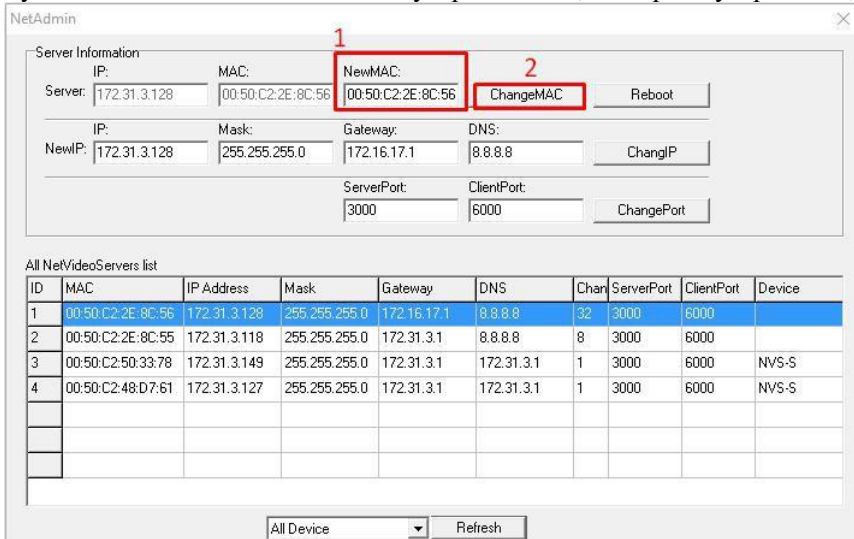 NetAdmin
1
Server Information
IP: MAC: NewMAC: 2
Server: 172.31.3.128 00:50:C2:2E:8C:56 00:50:C2:2E:8C:56 ChangeMAC Reboot
IP: Mask: Gateway: DNS:
NewIP: 172.31.3.128 255.255.255.0 172.16.17.1 8.8.8.8 ChangIP
ServerPort: ClientPort:
3000 6000 ChangePort
All NetVideoServers list
ID MAC IP Address Mask Gateway DNS Chan ServerPort ClientPort Device
1 00:50:C2:2E:8C:56 172.31.3.128 255.255.255.0 172.16.17.1 8.8.8.8 32 3000 6000
2 00:50:C2:2E:8C:55 172.31.3.118 255.255.255.0 172.31.3.1 8.8.8.8 8 3000 6000
3 00:50:C2:50:33:78 172.31.3.149 255.255.255.0 172.31.3.1 172.31.3.1 1 3000 6000 NVS-S
4 00:50:C2:48:D7:61 172.31.3.127 255.255.255.0 172.31.3.1 172.31.3.1 1 3000 6000 NVS-S
All Device Refresh